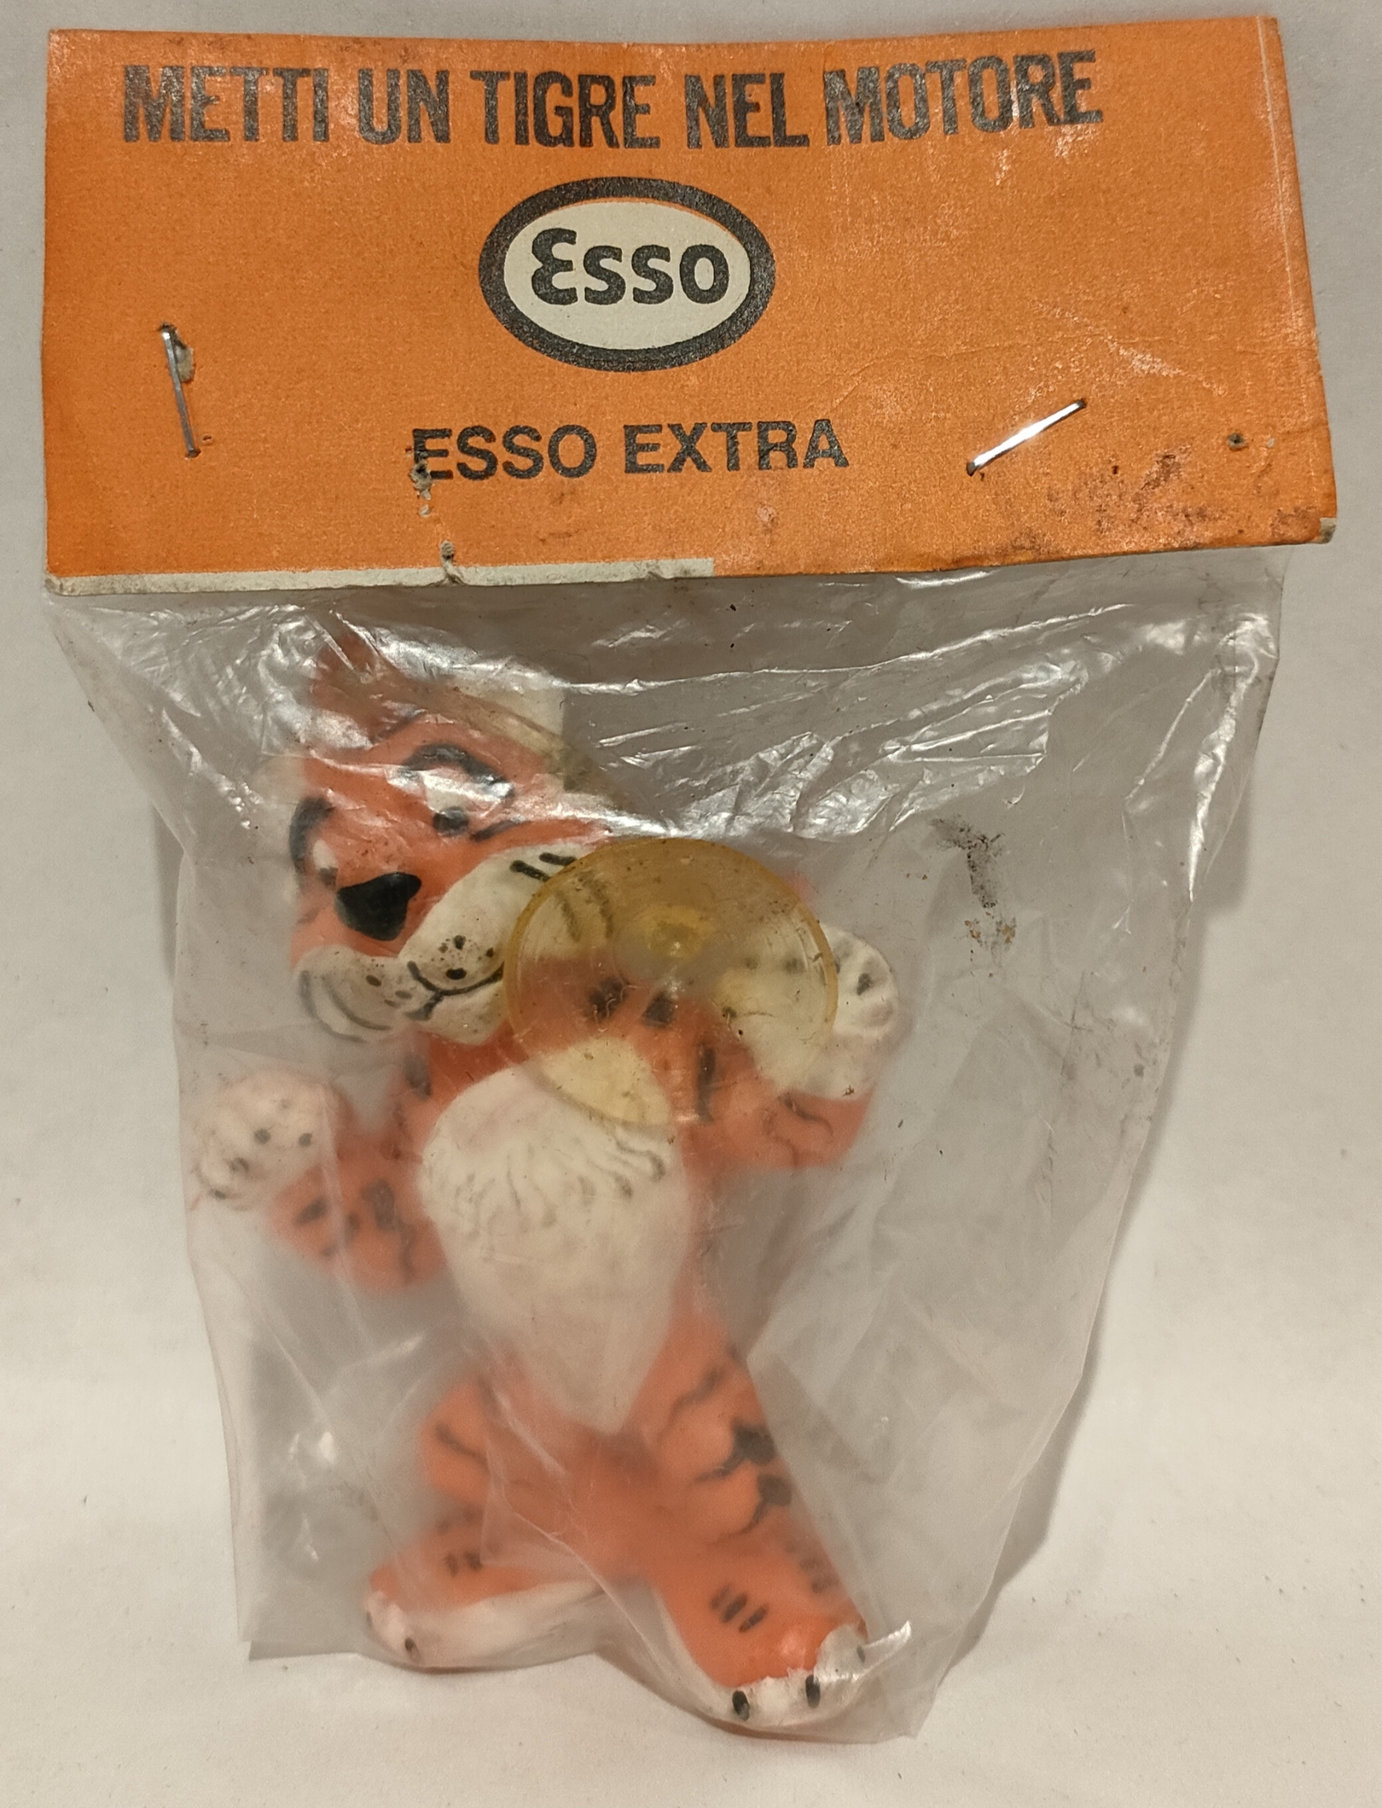 METTI UN TIGRE NEL MOTORE
Esso
ESSO EXTRA